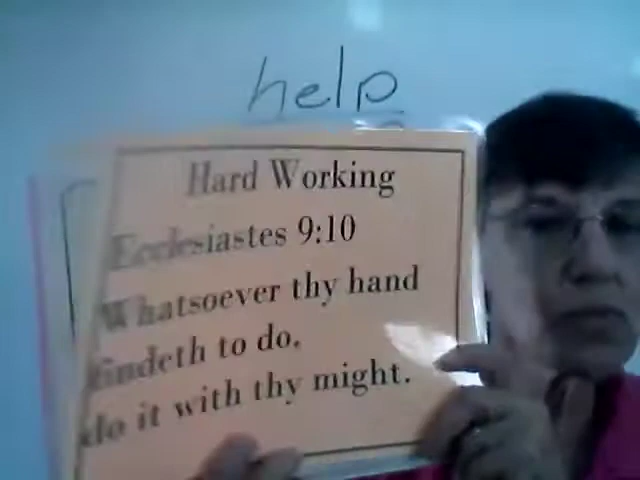 help
Hard Working
Ecclesiastes 9:10
Whatsoever thy hand
findeth to do,
do it with thy might.